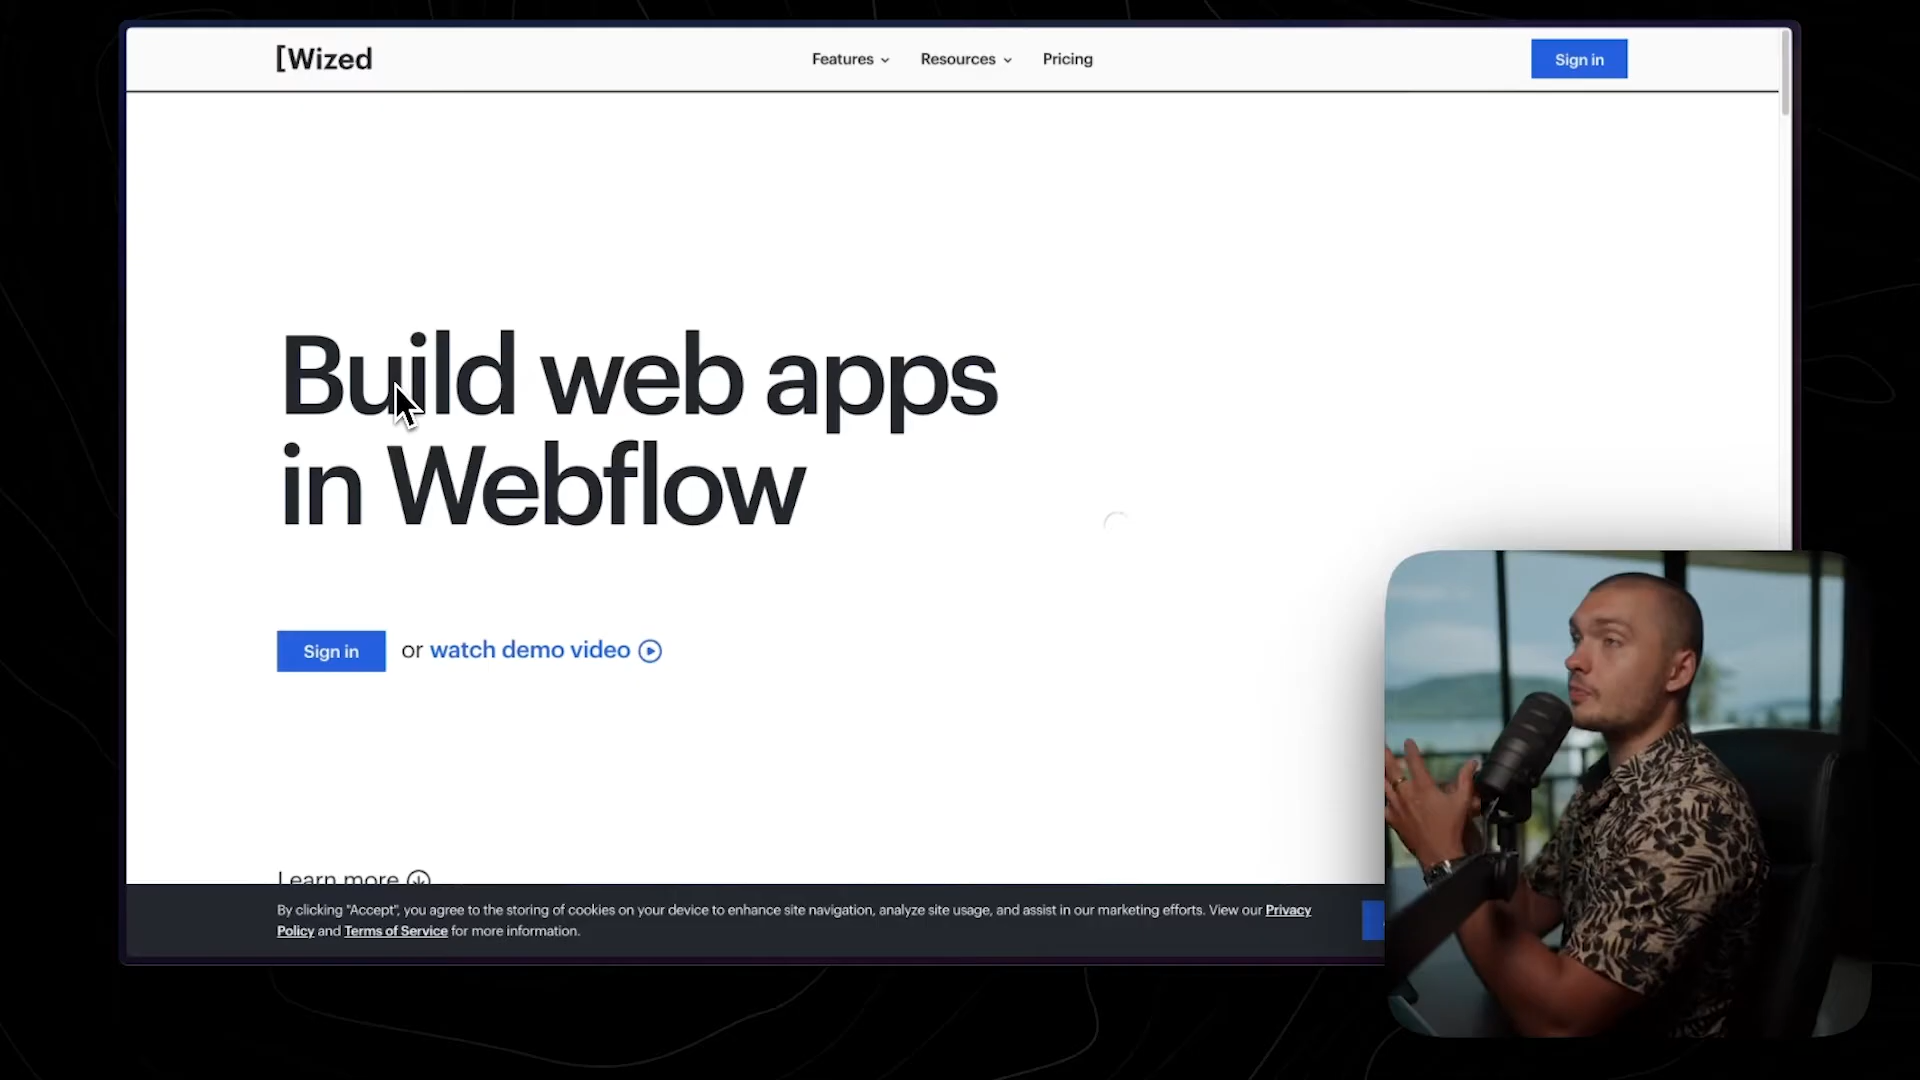 [Wized
Features
Resources
Pricing
Sign in
Build web apps
in Webflow
Sign in
or watch demo video
Learn more
By clicking "Accept", you agree to the storing of cookies on your device to enhance site navigation, analyze site usage, and assist in our marketing efforts. View our Privacy
Policy and Terms of Service for more information.